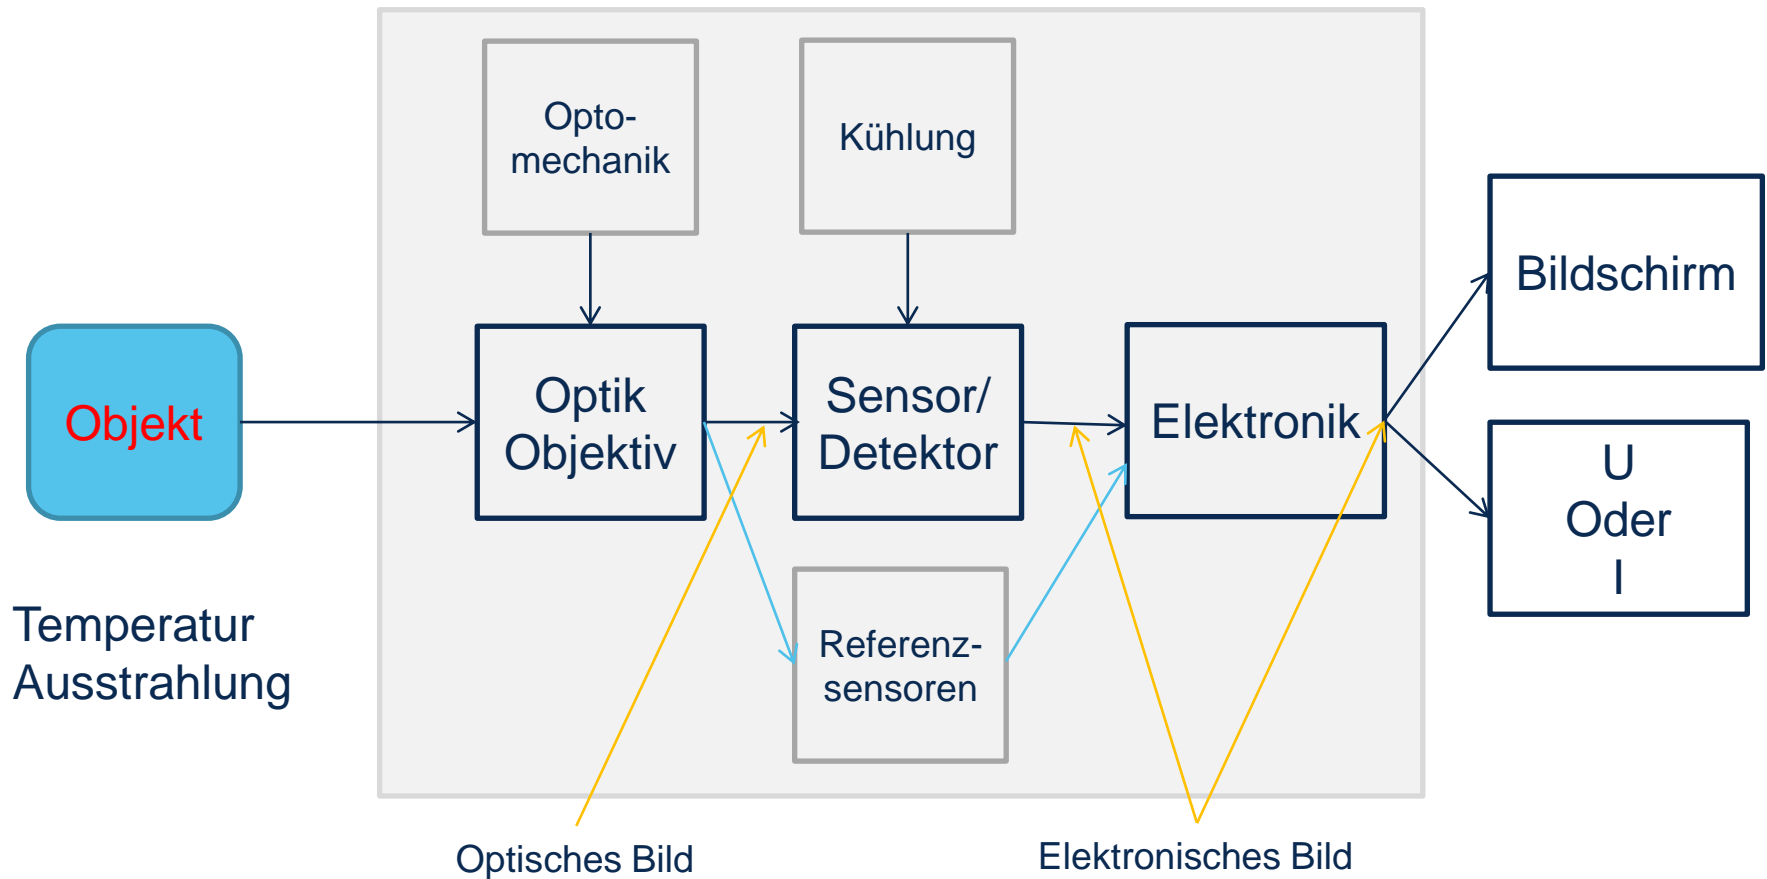 Opto-
mechanik
Kühlung
Bildschirm
Objekt
Optik
Objektiv
Sensor/
Detektor
Elektronik
U
Oder
I
Temperatur
Ausstrahlung
Referenz-
sensoren
Optisches Bild
Elektronisches Bild